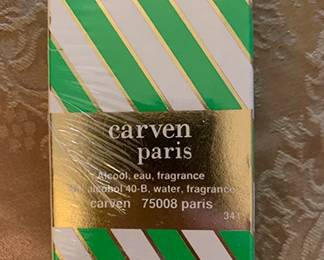 carven
paris
Alcool, eau, fragrance
alcohol 40-B, water, fragrance
carven 75008 paris
341